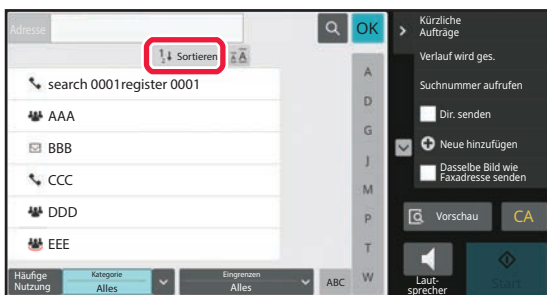 Adresse
OK
Sortieren
search 0001register 0001
AAA
BBB
CCC
DDD
EEE
A
D
G
J
M
P
T
W
Häufige
Nutzung
Kategorie
Alles
Eingrenzen
Alles
ABC
Kürzliche
Aufträge
Verlauf wird ges.
Suchnummer aufrufen
Dir. senden
Neue hinzufügen
Dasselbe Bild wie
Faxadresse senden
Vorschau
CA
Laut-
sprecher
Start